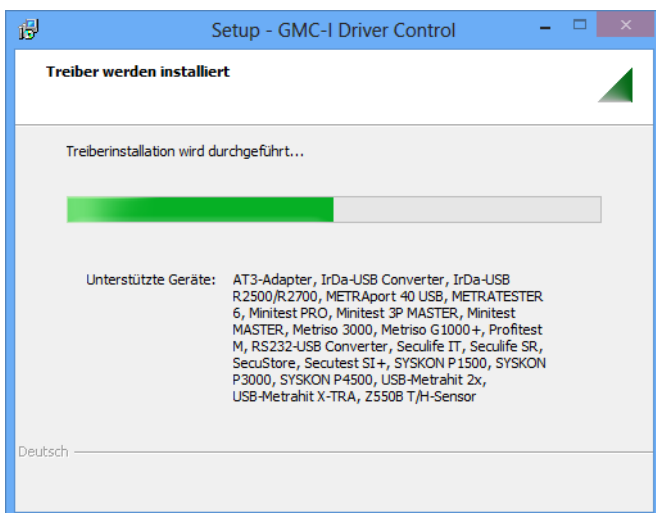 Setup - GMC-I Driver Control
Treiber werden installiert
Treiberinstallation wird durchgeführt...
Unterstützte Geräte: AT3-Adapter, IrDa-USB Converter, IrDa-USB
R2500/R2700, METRAport 40 USB, METRATESTER
6, Minitest PRO, Minitest 3P MASTER, Minitest
MASTER, Metriso 3000, Metriso G1000+, Profitest
M, RS232-USB Converter, Seculife IT, Seculife SR,
SecuStore, Secutest SI+, SYSKON P1500, SYSKON
P3000, SYSKON P4500, USB-Metrahit 2x,
USB-Metrahit X-TRA, Z550B T/H-Sensor
Deutsch